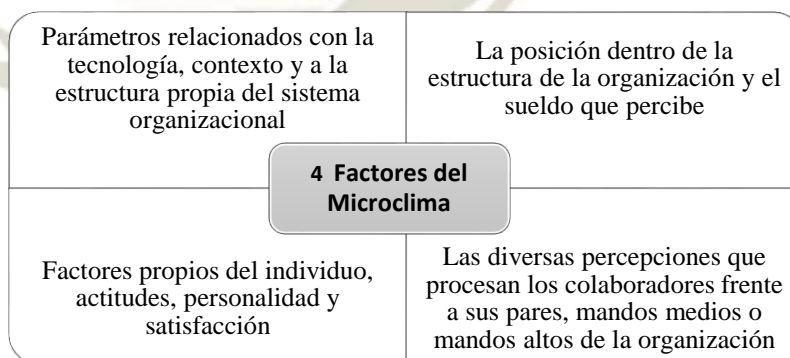 Parámetros relacionados con la
tecnología, contexto y a la
estructura propia del sistema
organizacional
La posición dentro de la
estructura de la organización y el
sueldo que percibe
4 Factores del
Microclima
Factores propios del individuo,
actitudes, personalidad y
satisfacción
Las diversas percepciones que
procesan los colaboradores frente
a sus pares, mandos medios o
mandos altos de la organización